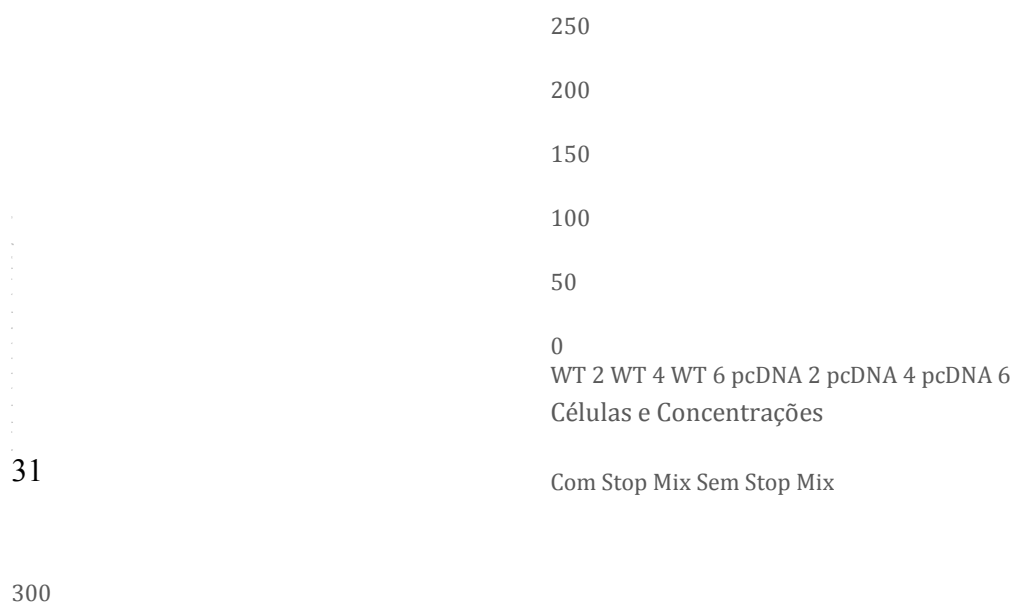 250
200
150
100
50
0
WT 2 WT 4 WT 6 pcDNA 2 pcDNA 4 pcDNA 6
Células e Concentrações
31
Com Stop Mix Sem Stop Mix
300